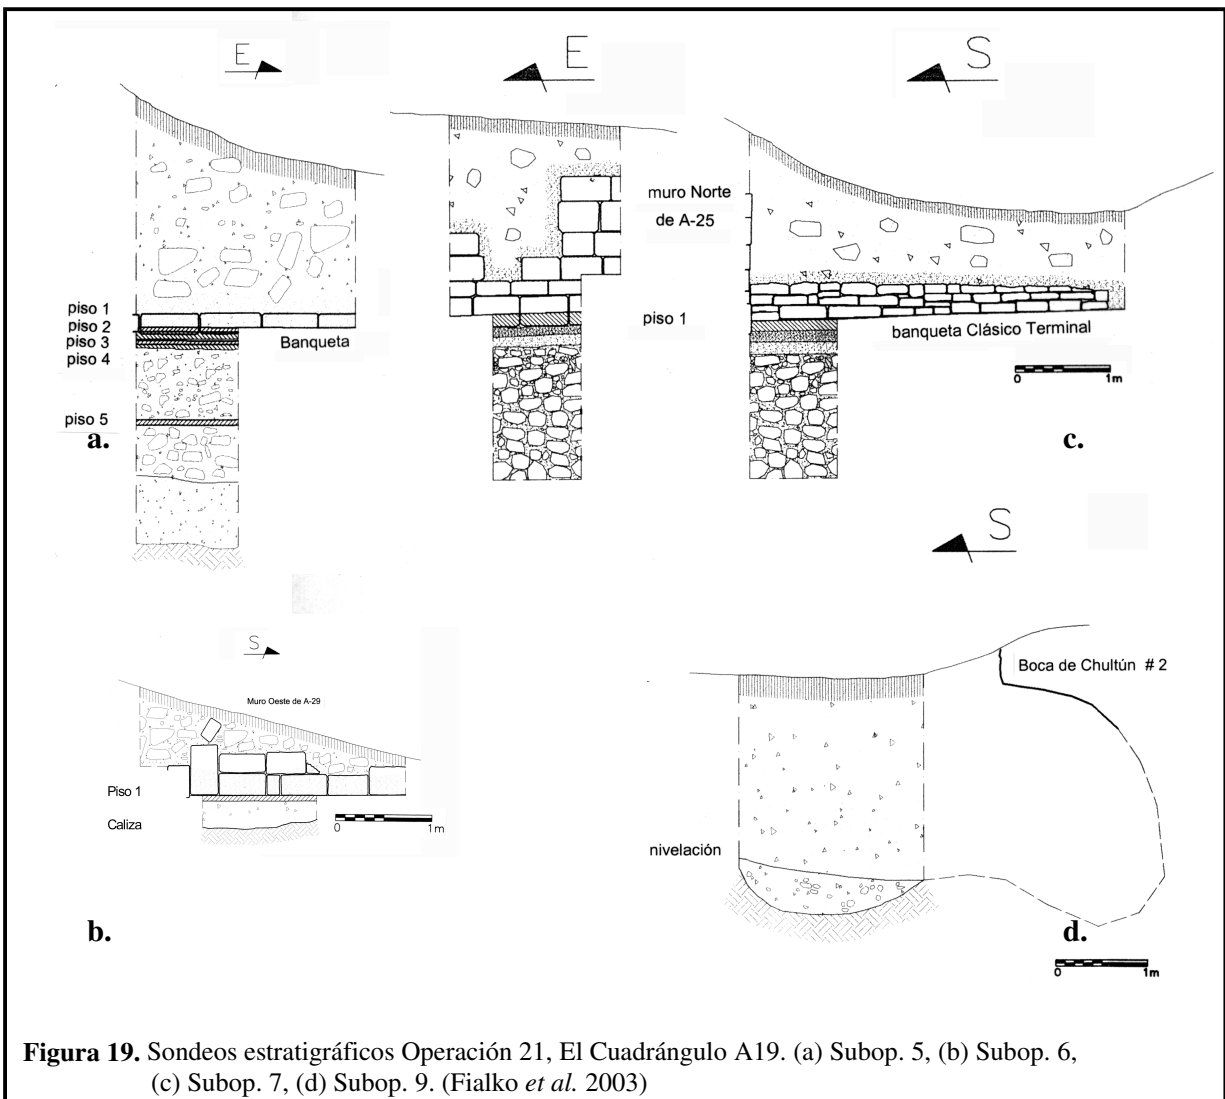 E
E
S
muro Norte
de A-25
piso 1
piso 2
piso 3
piso 4
Banqueta
piso 5
a.
piso 1
banqueta Clásico Terminal
0 1m
c.
S
S
Muro Oeste de A-29
Piso 1
Caliza
0 1m
b.
Boca de Chultún # 2
nivelación
d.
0 1m
Figura 19. Sondeos estratigráficos Operación 21, El Cuadrángulo A19. (a) Subop. 5, (b) Subop. 6,
(c) Subop. 7, (d) Subop. 9. (Fialko et al. 2003)